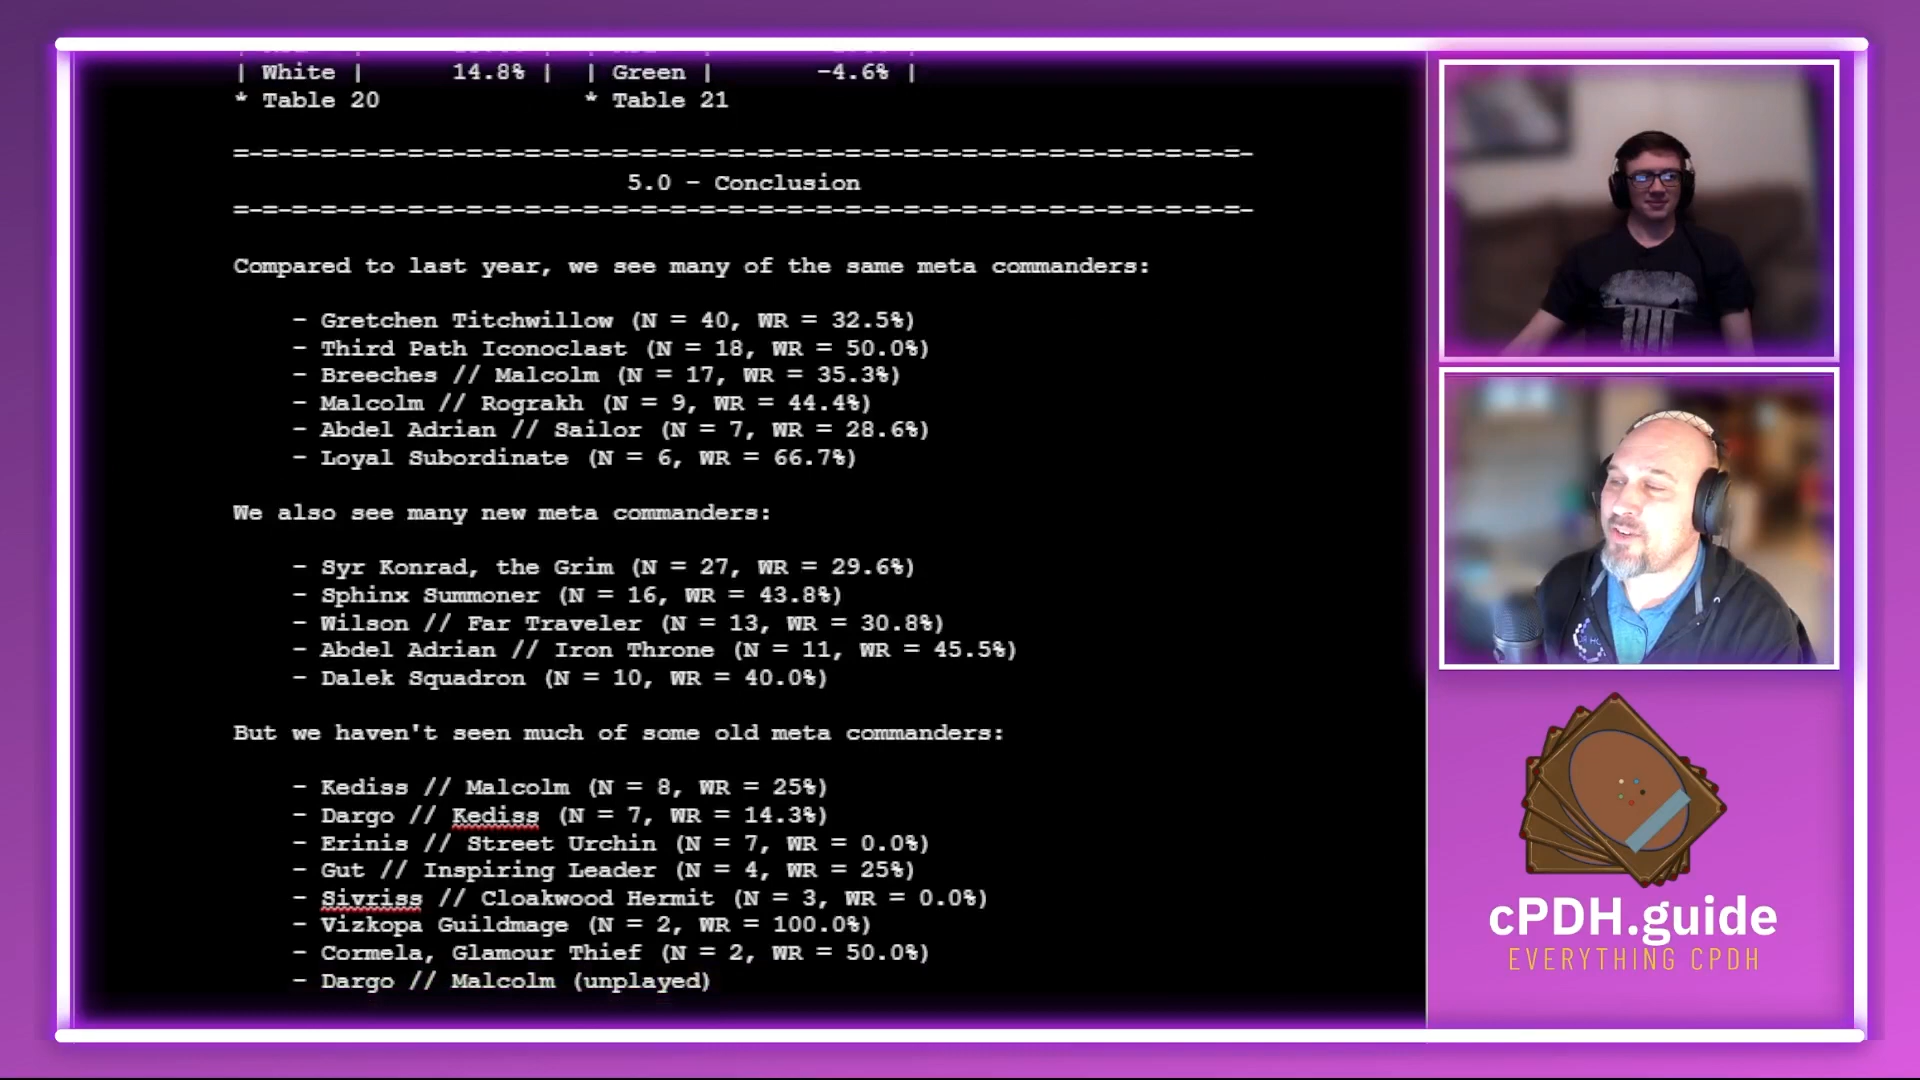 | White | 14.8% | | Green | -4.6% |
* Table 20 * Table 21
=-=-=-=-=-=-=-=-=-=-=-=-=-=-=-=-=-=-=-=-=-=-=-=-=-=-=-=-=-=-=-=-=-=-=-
5.0 - Conclusion
=-=-=-=-=-=-=-=-=-=-=-=-=-=-=-=-=-=-=-=-=-=-=-=-=-=-=-=-=-=-=-=-=-=-=-
Compared to last year, we see many of the same meta commanders:
- Gretchen Titchwillow (N = 40, WR = 32.5%)
- Third Path Iconoclast (N = 18, WR = 50.0%)
- Breeches // Malcolm (N = 17, WR = 35.3%)
- Malcolm // Rograkh (N = 9, WR = 44.4%)
- Abdel Adrian // Sailor (N = 7, WR = 28.6%)
- Loyal Subordinate (N = 6, WR = 66.7%)
We also see many new meta commanders:
- Syr Konrad, the Grim (N = 27, WR = 29.6%)
- Sphinx Summoner (N = 16, WR = 43.8%)
- Wilson // Far Traveler (N = 13, WR = 30.8%)
- Abdel Adrian // Iron Throne (N = 11, WR = 45.5%)
- Dalek Squadron (N = 10, WR = 40.0%)
But we haven't seen much of some old meta commanders:
- Kediss // Malcolm (N = 8, WR = 25%)
- Dargo // Kediss (N = 7, WR = 14.3%)
- Erinis // Street Urchin (N = 7, WR = 0.0%)
- Gut // Inspiring Leader (N = 4, WR = 25%)
- Sivriss // Cloakwood Hermit (N = 3, WR = 0.0%)
- Vizkopa Guildmage (N = 2, WR = 100.0%)
- Cormela, Glamour Thief (N = 2, WR = 50.0%)
- Dargo // Malcolm (unplayed)
cPDH.guide
EVERYTHING CPDH